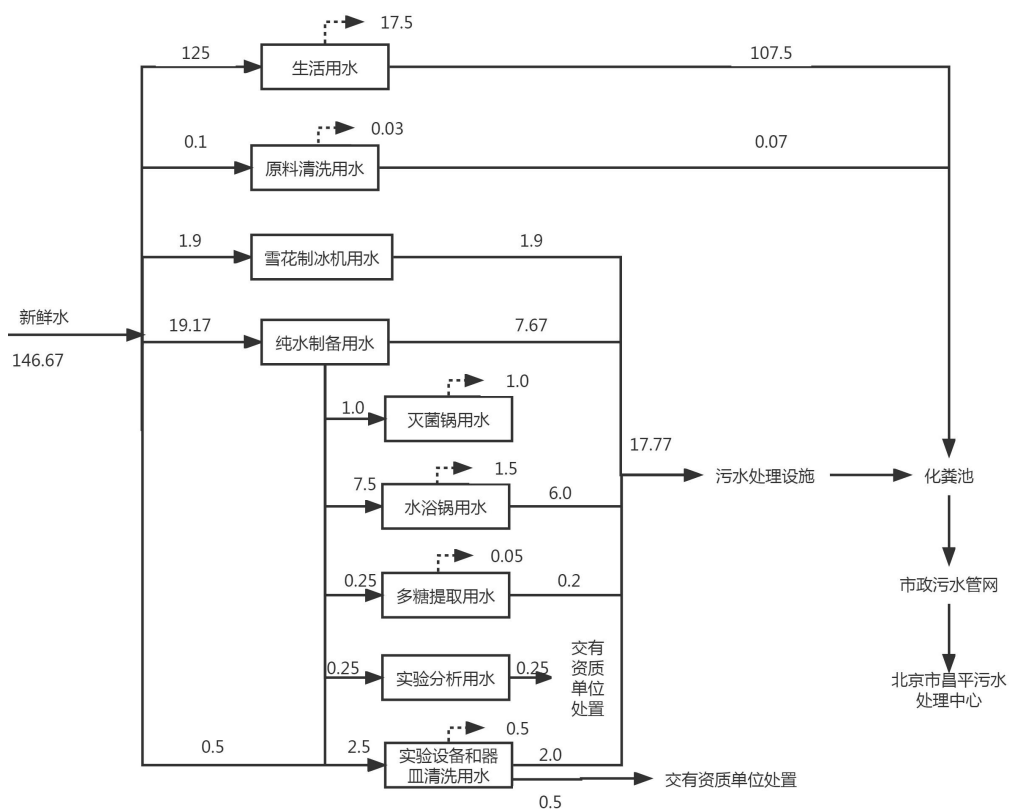 17.5
125
生活用水
107.5
0.03
0.1
原料清洗用水
0.07
1.9
雪花制冰机用水
1.9
新鲜水
146.67
19.17
纯水制备用水
7.67
1.0
1.0
灭菌锅用水
17.77
污水处理设施
化粪池
1.5
7.5
水浴锅用水
6.0
0.05
0.25
多糖提取用水
0.2
市政污水管网
0.25
实验分析用水
0.25
交有
资质
单位
处置
北京市昌平污水
处理中心
0.5
0.5
2.5
实验设备和器
皿清洗用水
2.0
交有资质单位处置
0.5